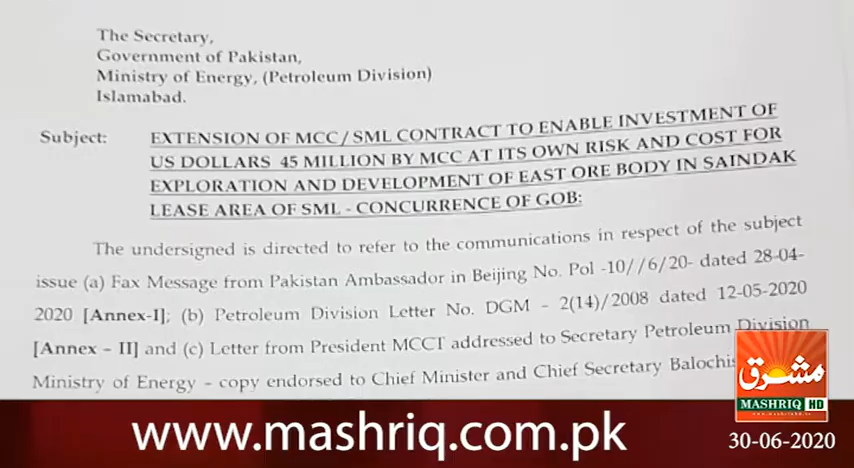 The Secretary,
Government of Pakistan,
Ministry of Energy, (Petroleum Division)
Islamabad.
Subject: EXTENSION OF MCC/SML CONTRACT TO ENABLE INVESTMENT OF
US DOLLARS 45 MILLION BY MCC AT ITS OWN RISK AND COST FOR
EXPLORATION AND DEVELOPMENT OF EAST ORE BODY IN SAINDAK
LEASE AREA OF SML - CONCURRENCE OF GOB:
The undersigned is directed to refer to the communications in respect of the subject
issue (a) Fax Message from Pakistan Ambassador in Beijing No. Pol -10//6/20- dated 28-04-
2020 [Annex-I]; (b) Petroleum Division Letter No. DGM - 2(14)/2008 dated 12-05-2020
[Annex - II] and (c) Letter from President MCCT addressed to Secretary Petroleum Division
Ministry of Energy - copy endorsed to Chief Minister and Chief Secretary
مشرق
MASHRIQ HD
www.mashriq.com.pk
30-06-2020